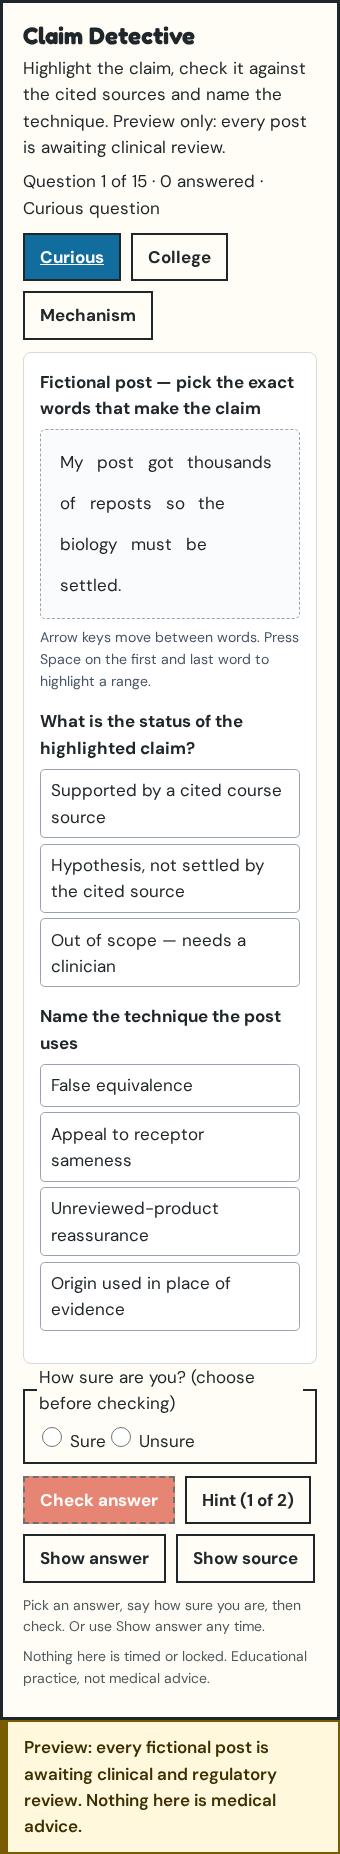 Claim Detective
Highlight the claim, check it against
the cited sources and name the
technique. Preview only: every post
is awaiting clinical review.
Question 1 of 15 · 0 answered ·
Curious question
Curious
College
Mechanism
Fictional post — pick the exact
words that make the claim
My post got thousands
of reposts so the
biology must be
settled.
Arrow keys move between words. Press
Space on the first and last word to
highlight a range.
What is the status of the
highlighted claim?
Supported by a cited course
source
Hypothesis, not settled by
the cited source
Out of scope — needs a
clinician
Name the technique the post
uses
False equivalence
Appeal to receptor
sameness
Unreviewed-product
reassurance
Origin used in place of
evidence
How sure are you? (choose
before checking)
Sure
Unsure
Check answer
Hint (1 of 2)
Show answer
Show source
Pick an answer, say how sure you are, then
check. Or use Show answer any time.
Nothing here is timed or locked. Educational
practice, not medical advice.
Preview: every fictional post is
awaiting clinical and regulatory
review. Nothing here is medical
advice.